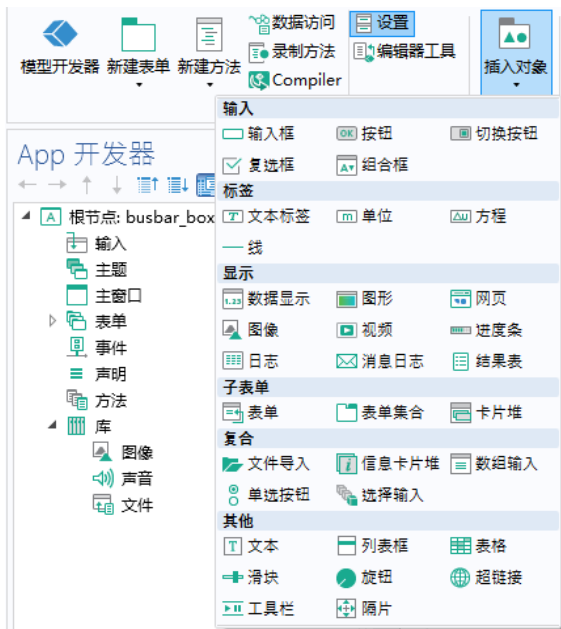 数据访问 设置
录制方法 编辑器工具
模型开发器 新建表单 新建方法 Compiler 插入对象
App 开发器
根节点: busbar_box
输入
主题
主窗口
表单
事件
声明
方法
库
图像
声音
文件
输入
输入框 OK 按钮 切换按钮
复选框 组合框
标签
T 文本标签 m 单位 Δu 方程
线
显示
1.23 数据显示 图形 网页
图像 视频 进度条
日志 消息日志 结果表
子表单
表单 表单集合 卡片堆
复合
文件导入 i 信息卡片堆 数组输入
单选按钮 选择输入
其他
T 文本 列表框 表格
滑块 旋钮 超链接
工具栏 隔片